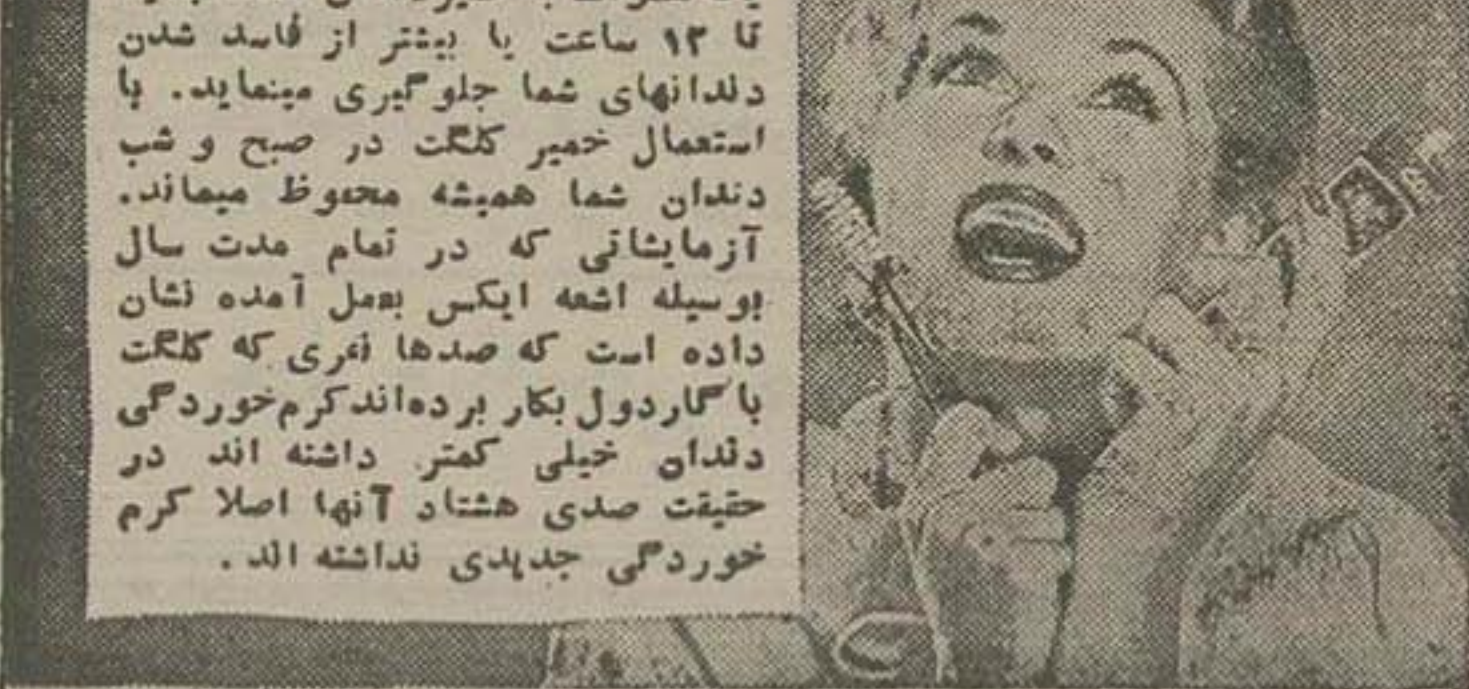 تا ۱۲ ساعت یا بیشتر از فاسد شدن
دندانهای شما جلوگیری مینماید. با
استعمال خمیر کلگت در صبح و شب
دندان شما همیشه محفوظ میماند.
آزمایشاتی که در تمام مدت سال
بوسیله اشعه ایکس بعمل آمده نشان
داده است که صدها نفری که کلگت
با گاردول بکار برده‌اند کرم خوردگی
دندان خیلی کمتر داشته اند در
حقیقت صدی هشتاد آنها اصلا کرم
خوردگی جدیدی نداشته اند.